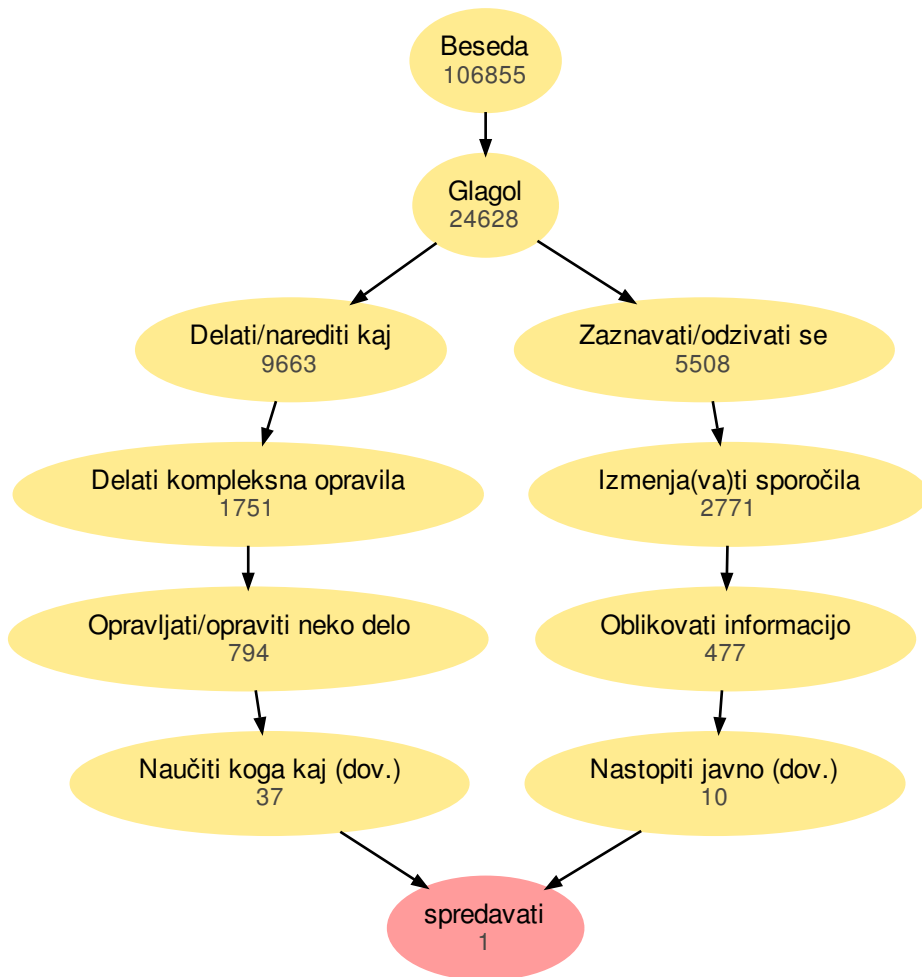 Beseda
106855
Glagol
24628
Delati/narediti kaj
9663
Zaznavati/odzivati se
5508
Delati kompleksna opravila
1751
Izmenja(va)ti sporočila
2771
Opravljati/opraviti neko delo
794
Oblikovati informacijo
477
Naučiti koga kaj (dov.)
37
Nastopiti javno (dov.)
10
spredavati
1